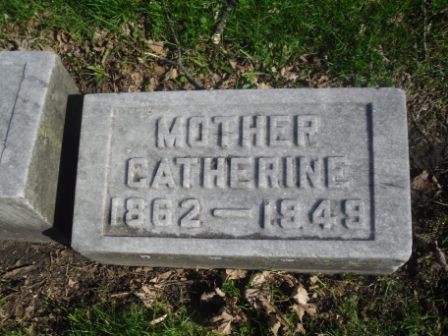 MOTHER
CATHERINE
1862 — 1949